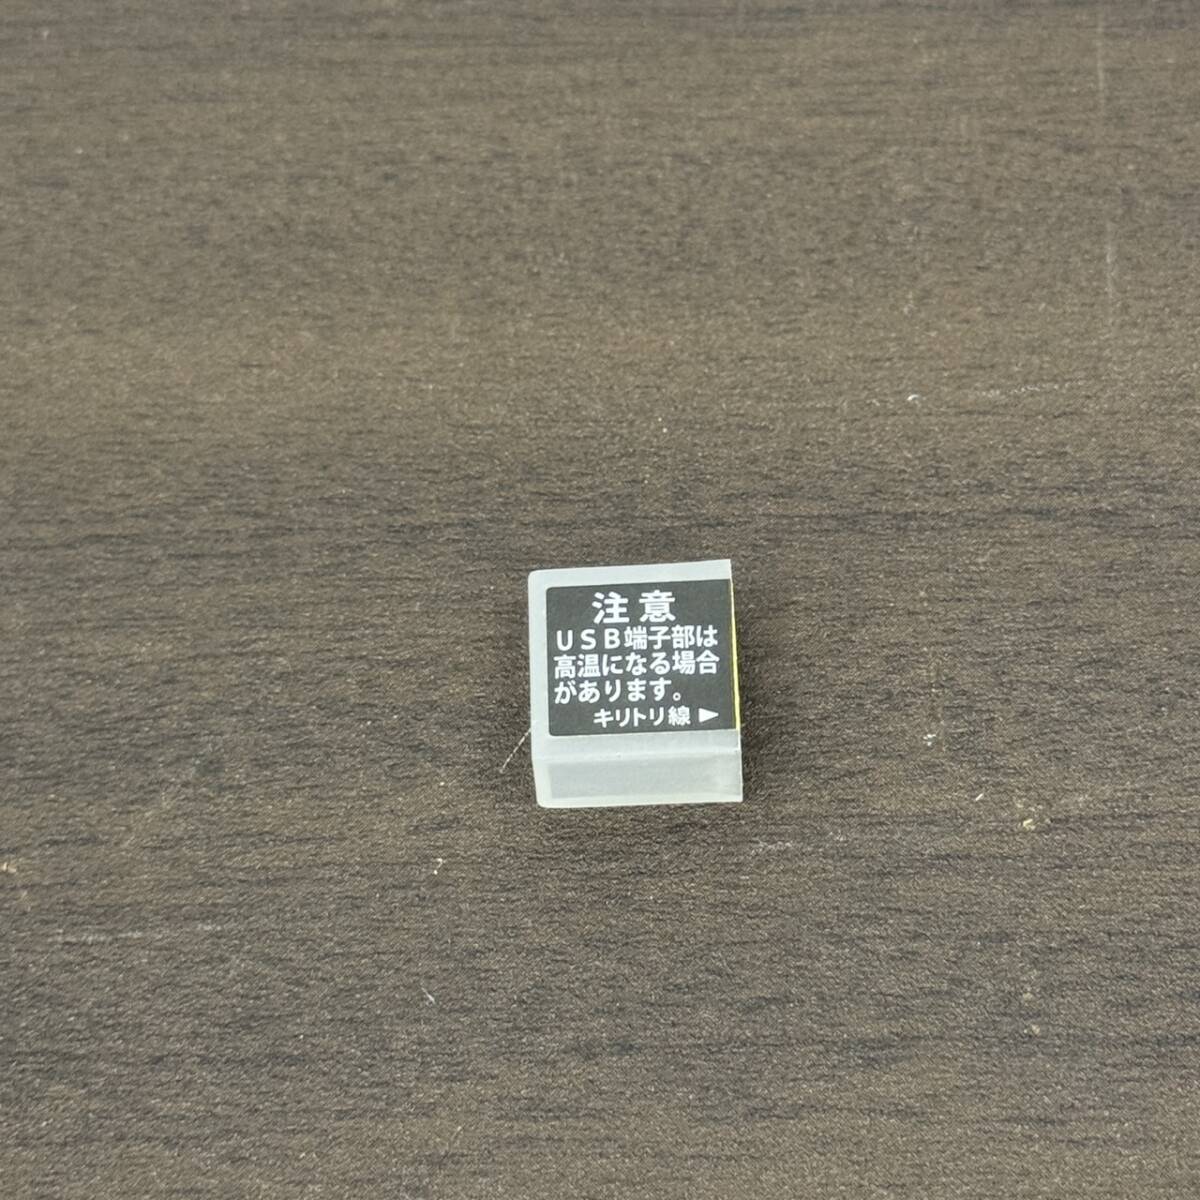 注意
USB端子部は
高温になる場合
があります。
キリトリ線▶